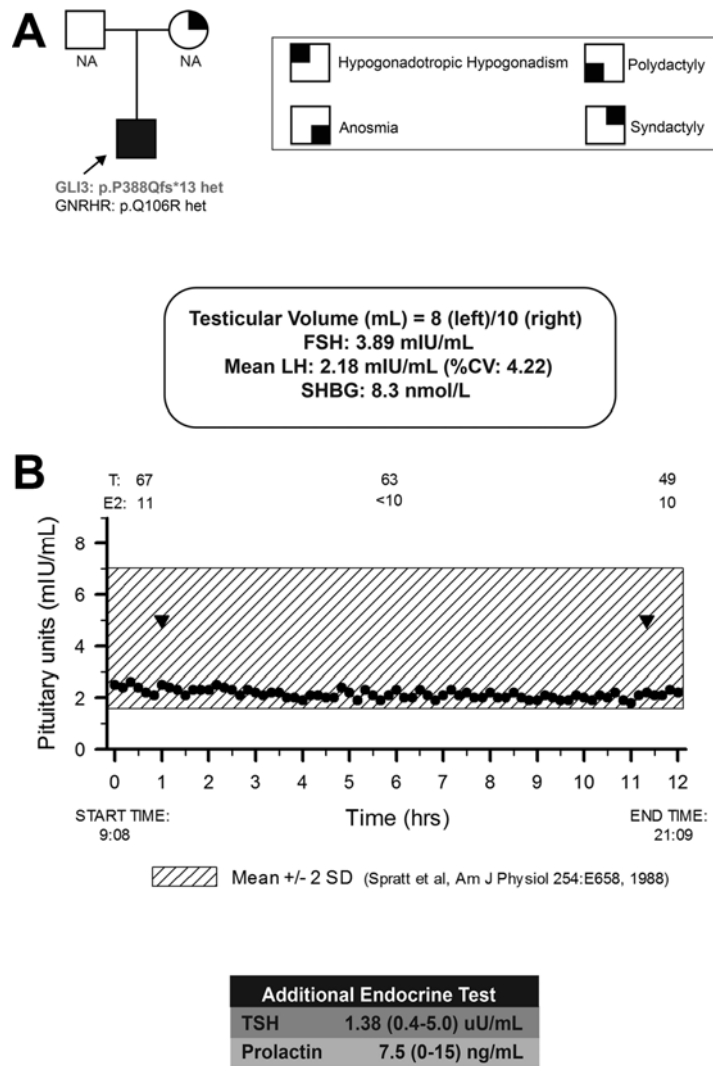 A
NA
NA
GLI3: p.P388Qfs*13 het
GNRHR: p.Q106R het
Hypogonadotropic Hypogonadism
Polydactyly
Anosmia
Syndactyly
Testicular Volume (mL) = 8 (left)/10 (right)
FSH: 3.89 mIU/mL
Mean LH: 2.18 mIU/mL (%CV: 4.22)
SHBG: 8.3 nmol/L
B
T: 67 63 49
E2: 11 <10 10
Pituitary units (mIU/mL)
8
6
4
2
0
0 1 2 3 4 5 6 7 8 9 10 11 12
START TIME:
9:08
Time (hrs)
END TIME:
21:09
Mean +/- 2 SD (Spratt et al, Am J Physiol 254:E658, 1988)
Additional Endocrine Test
TSH 1.38 (0.4-5.0) uU/mL
Prolactin 7.5 (0-15) ng/mL